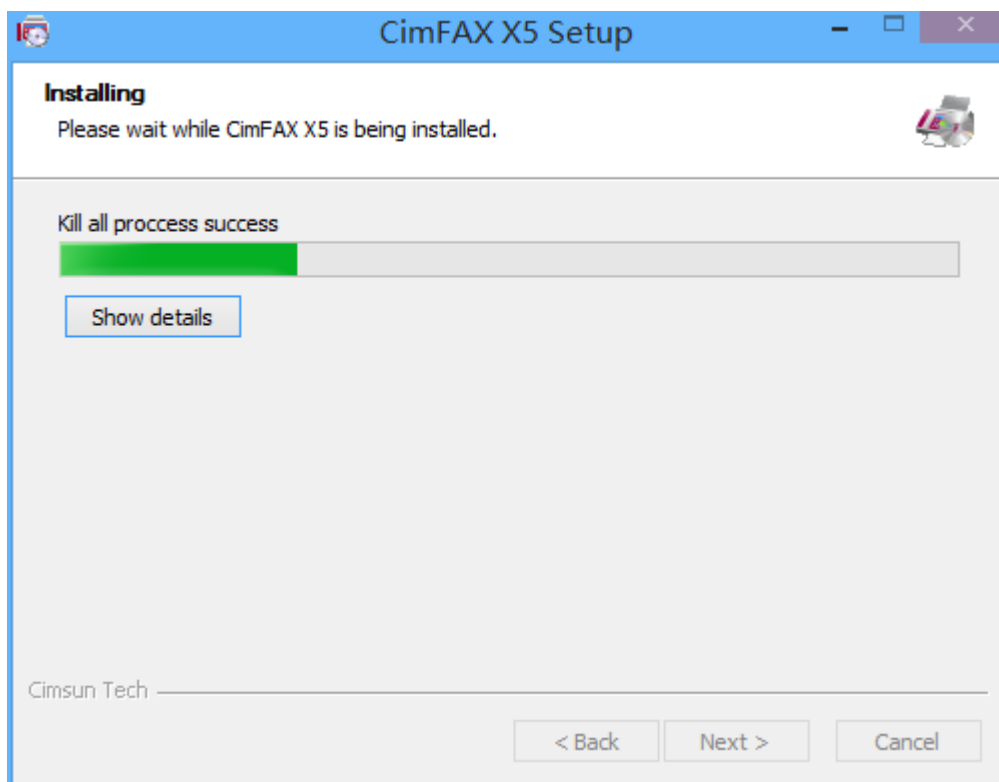 CimFAX X5 Setup
Installing
Please wait while CimFAX X5 is being installed.
Kill all proccess success
Show details
Cimsun Tech
< Back
Next >
Cancel